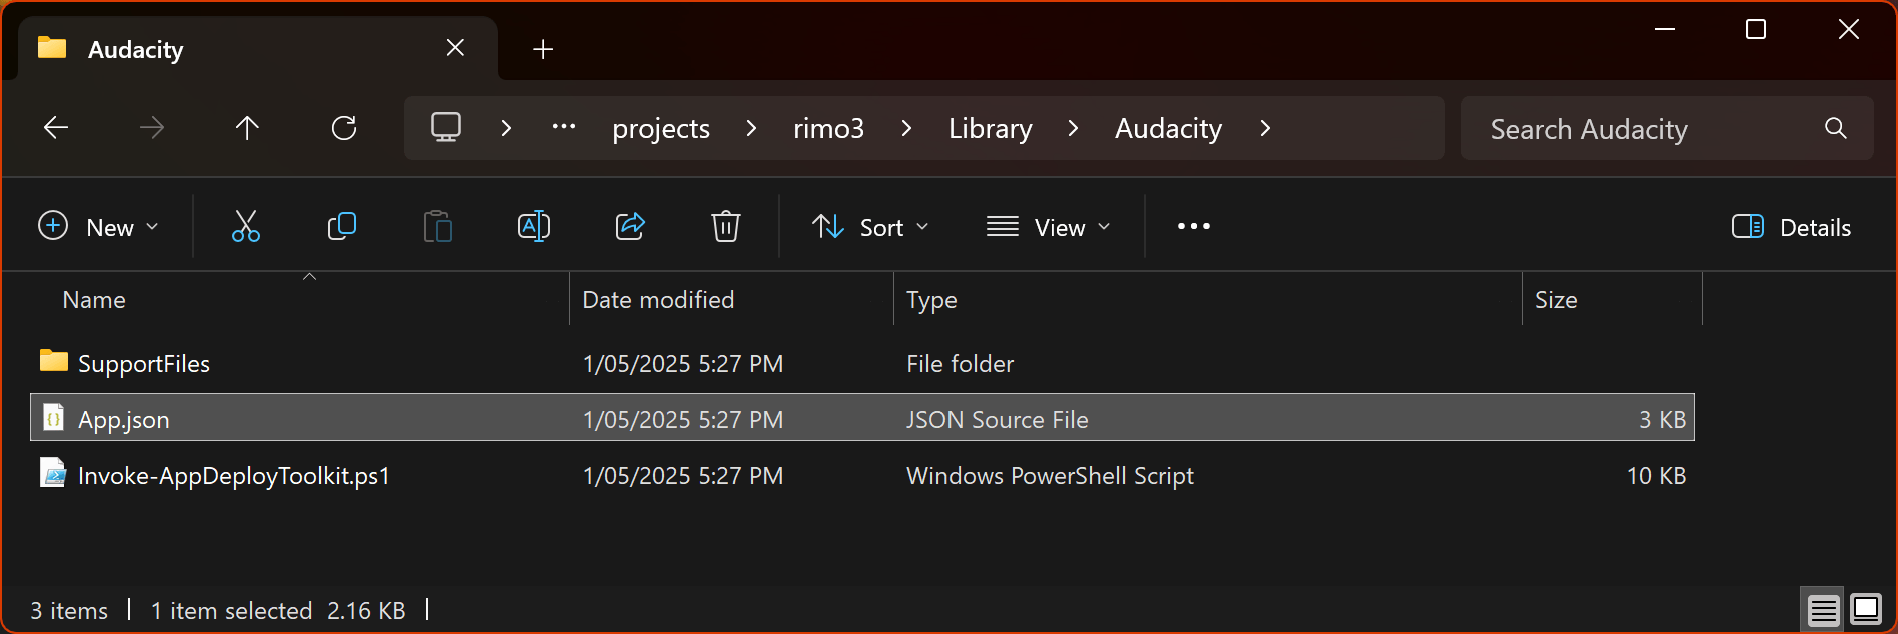 Audacity
projects rimo3 Library Audacity
Search Audacity
New Sort View ••• Details
Name Date modified Type Size
SupportFiles 1/05/2025 5:27 PM File folder
App.json 1/05/2025 5:27 PM JSON Source File 3 KB
Invoke-AppDeployToolkit.ps1 1/05/2025 5:27 PM Windows PowerShell Script 10 KB
3 items 1 item selected 2.16 KB